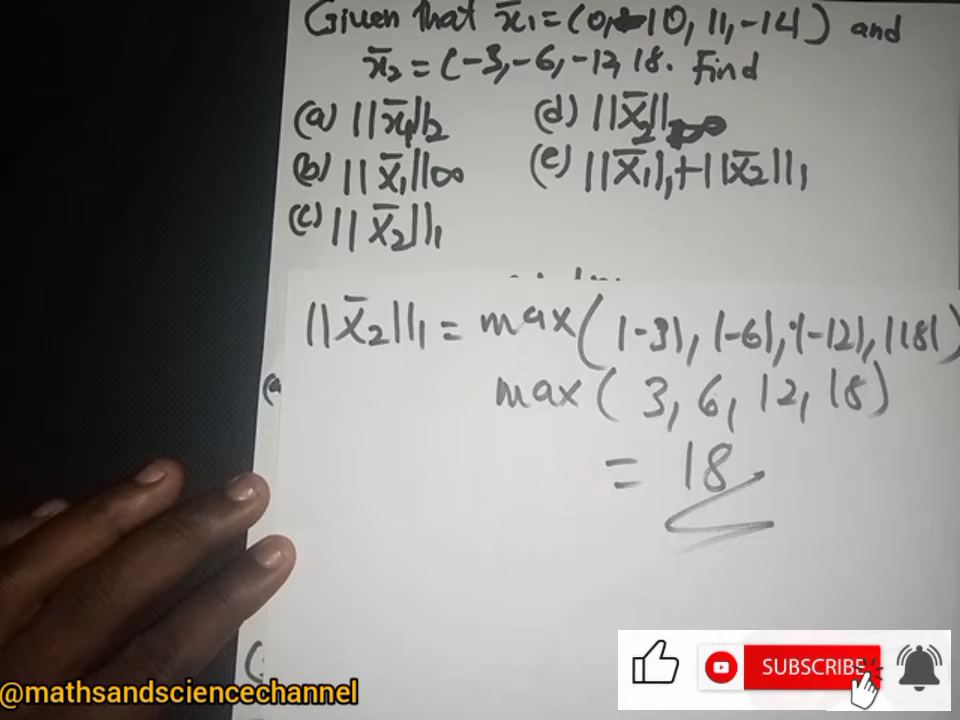 Given that x̄₁ = (0, 10, 11, -14) and
x̄₂ = (-3, -6, -12, 18. Find
(a) ||x̄₁||₂
(d) ||x̄₂||∞
(b) ||x̄₁||∞
(e) ||x̄₁||₁ + ||x̄₂||₁
(c) ||x̄₂||₁
||x̄₂||₁ = max(|-3|, |-6|, |-12|, |18|)
max(3, 6, 12, 18)
= 18
(a
(
@mathsandsciencechannel
SUBSCRIBE